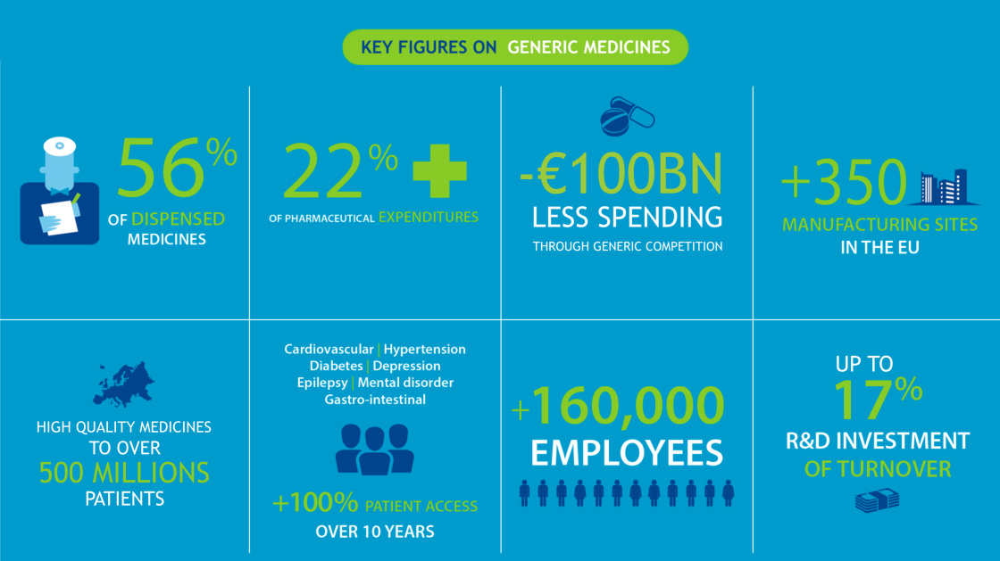 KEY FIGURES ON GENERIC MEDICINES
56%
OF DISPENSED
MEDICINES
22%
OF PHARMACEUTICAL EXPENDITURES
-€100BN
LESS SPENDING
THROUGH GENERIC COMPETITION
+350
MANUFACTURING SITES
IN THE EU
HIGH QUALITY MEDICINES
TO OVER
500 MILLIONS
PATIENTS
Cardiovascular | Hypertension
Diabetes | Depression
Epilepsy | Mental disorder
Gastro-intestinal
+100% PATIENT ACCESS
OVER 10 YEARS
+160,000
EMPLOYEES
UP TO
17%
R&D INVESTMENT
OF TURNOVER